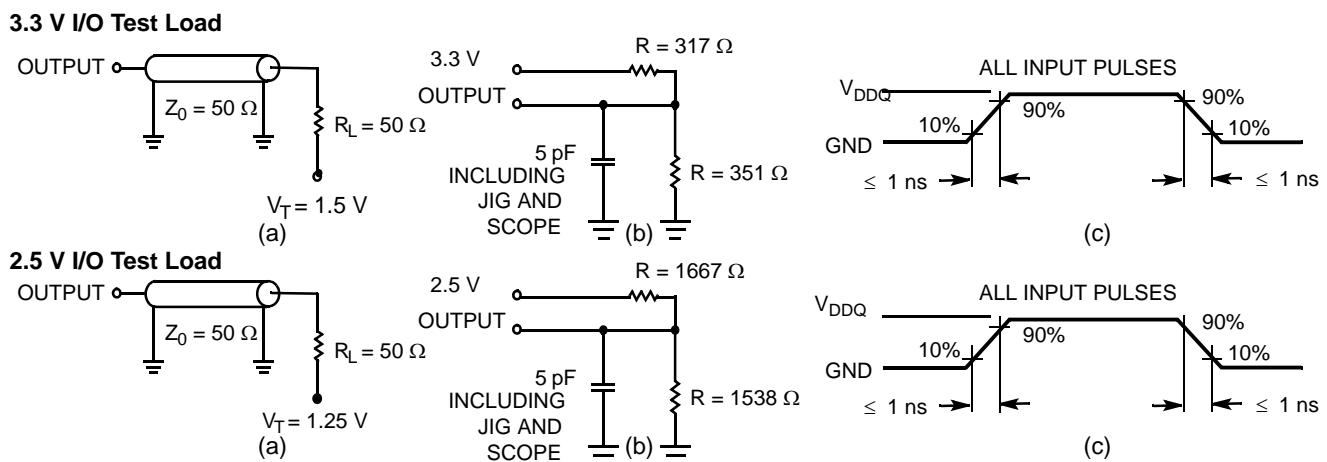 3.3 V I/O Test Load
OUTPUT
Z0 = 50 Ω
RL = 50 Ω
VT = 1.5 V
(a)
3.3 V
OUTPUT
R = 317 Ω
5 pF
INCLUDING
JIG AND
SCOPE
R = 351 Ω
(b)
ALL INPUT PULSES
VDDQ
GND
10%
90%
90%
10%
≤ 1 ns
≤ 1 ns
(c)
2.5 V I/O Test Load
OUTPUT
Z0 = 50 Ω
RL = 50 Ω
VT = 1.25 V
(a)
2.5 V
OUTPUT
R = 1667 Ω
5 pF
INCLUDING
JIG AND
SCOPE
R = 1538 Ω
(b)
ALL INPUT PULSES
VDDQ
GND
10%
90%
90%
10%
≤ 1 ns
≤ 1 ns
(c)